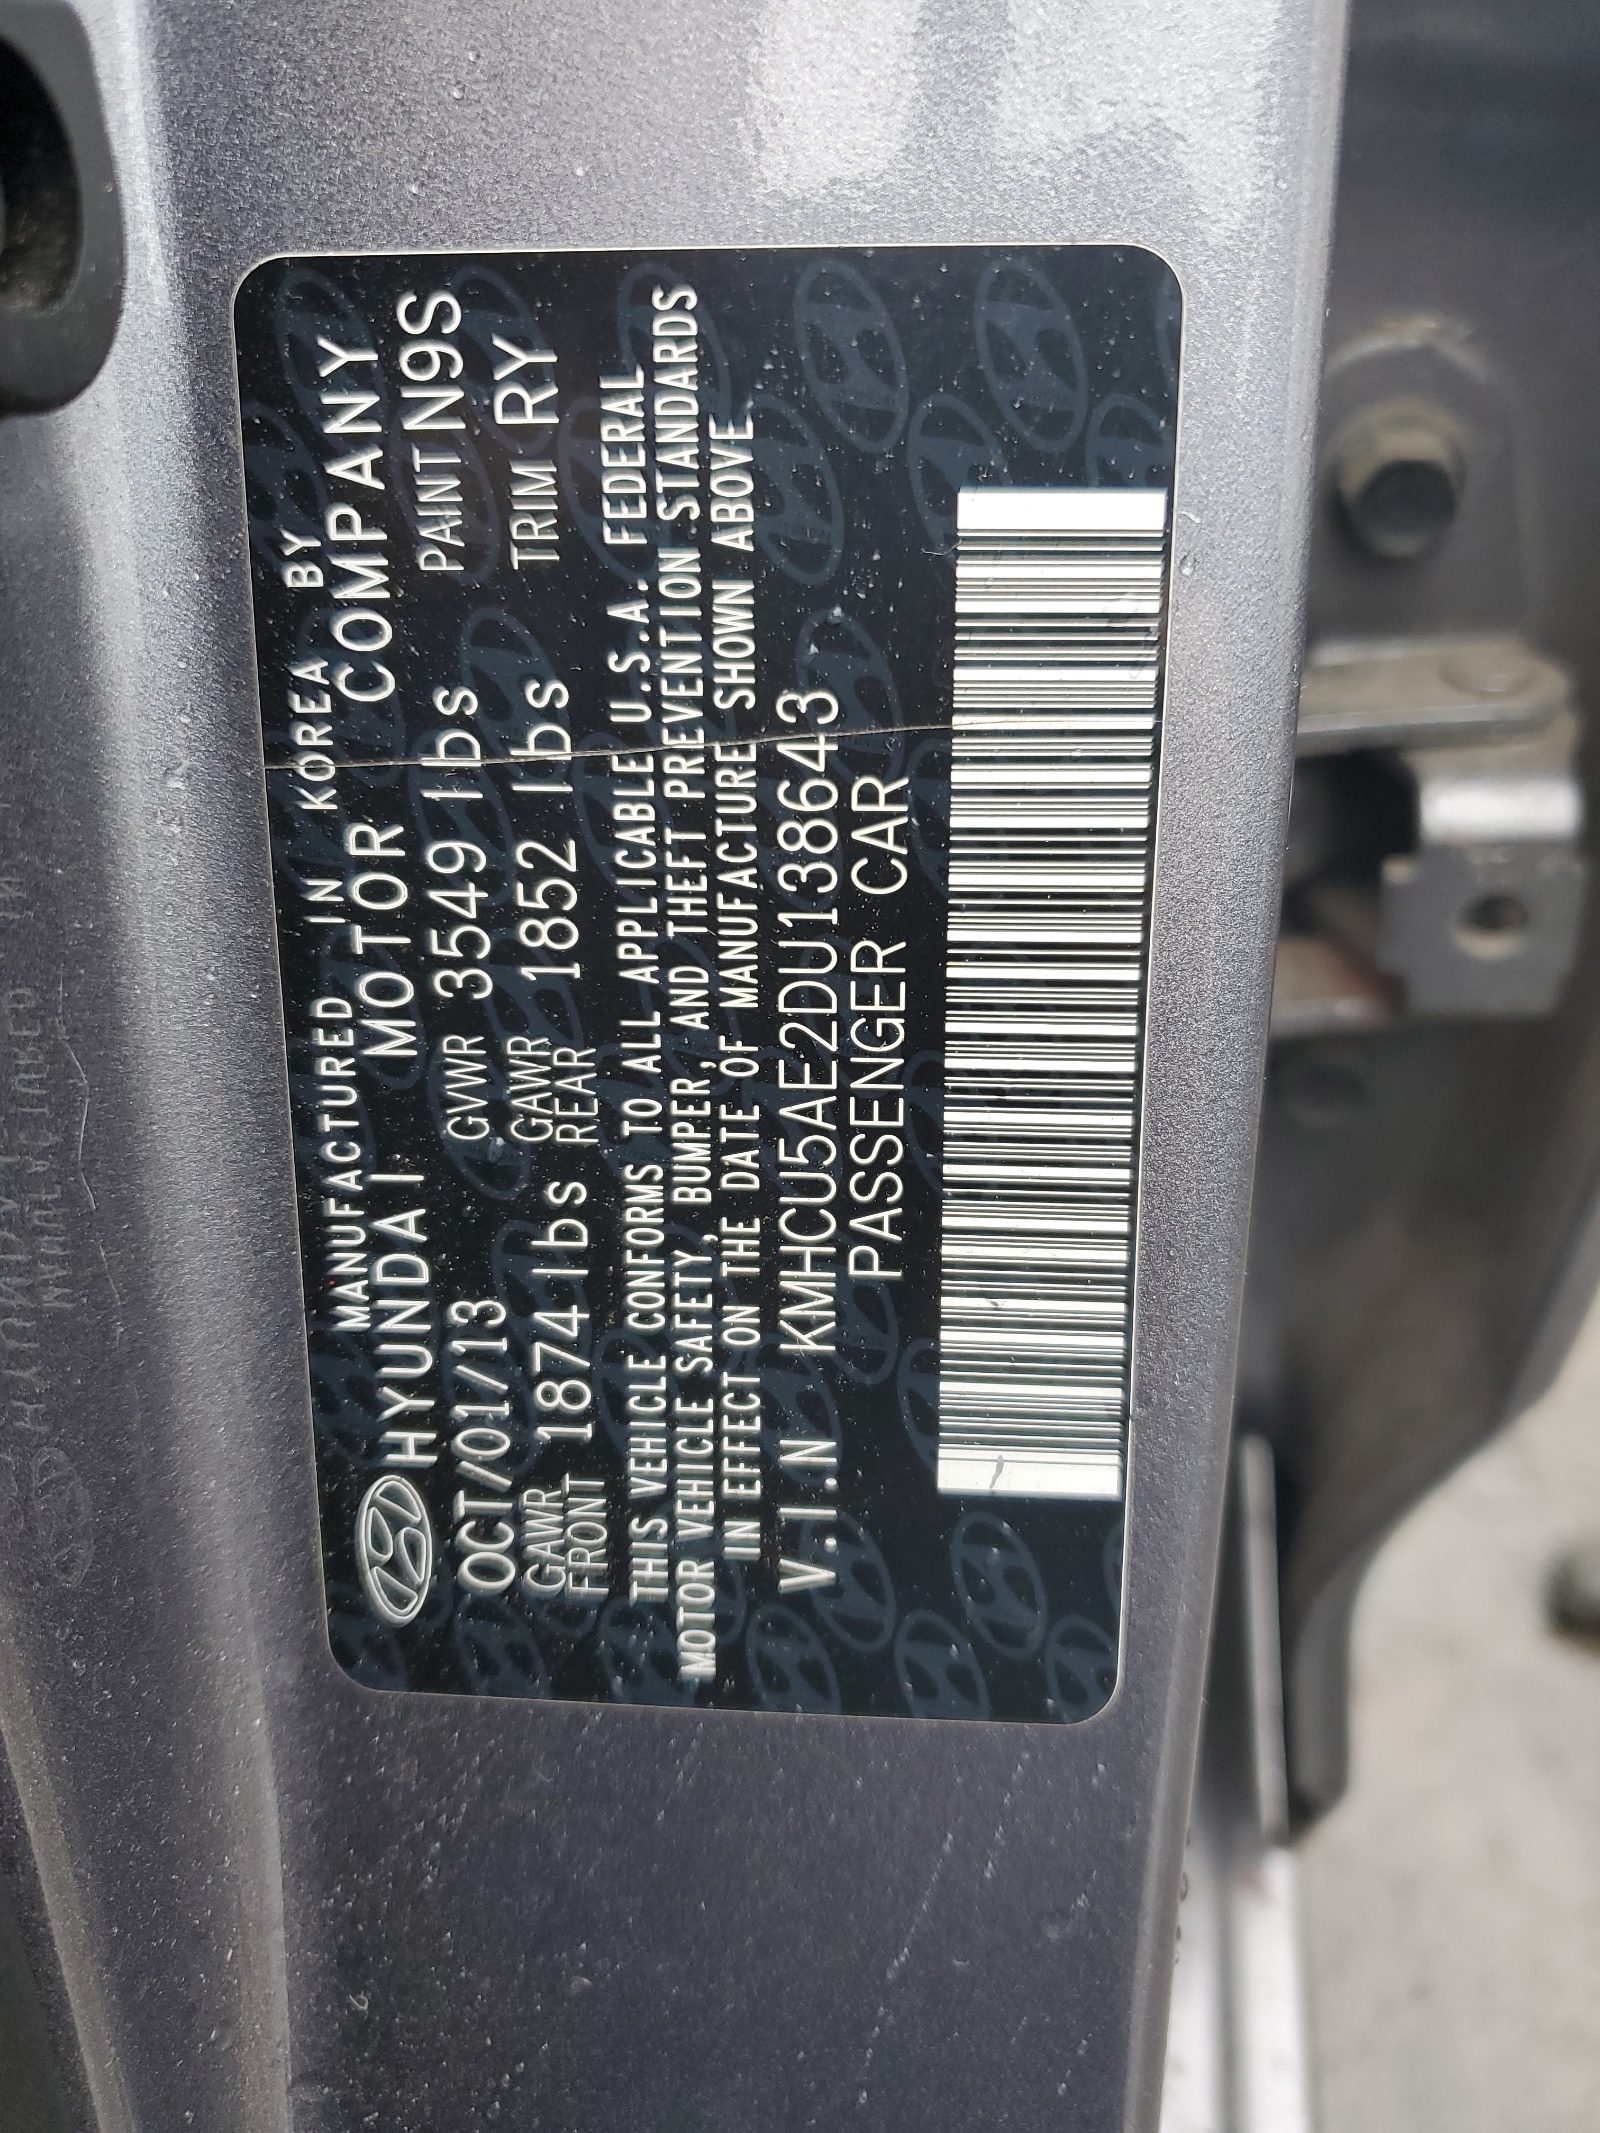 MANUFACTURED IN KOREA BY
HYUNDAI MOTOR COMPANY
OCT/01/13 GVWR 3549 lbs PAINT N9S
GAWR FRONT 1874 lbs GAWR REAR 1852 lbs TRIM RY
THIS VEHICLE CONFORMS TO ALL APPLICABLE U.S.A. FEDERAL
MOTOR VEHICLE SAFETY, BUMPER, AND THEFT PREVENTION STANDARDS
IN EFFECT ON THE DATE OF MANUFACTURE SHOWN ABOVE
V.I.N KMHCU5AE2DU138643
PASSENGER CAR